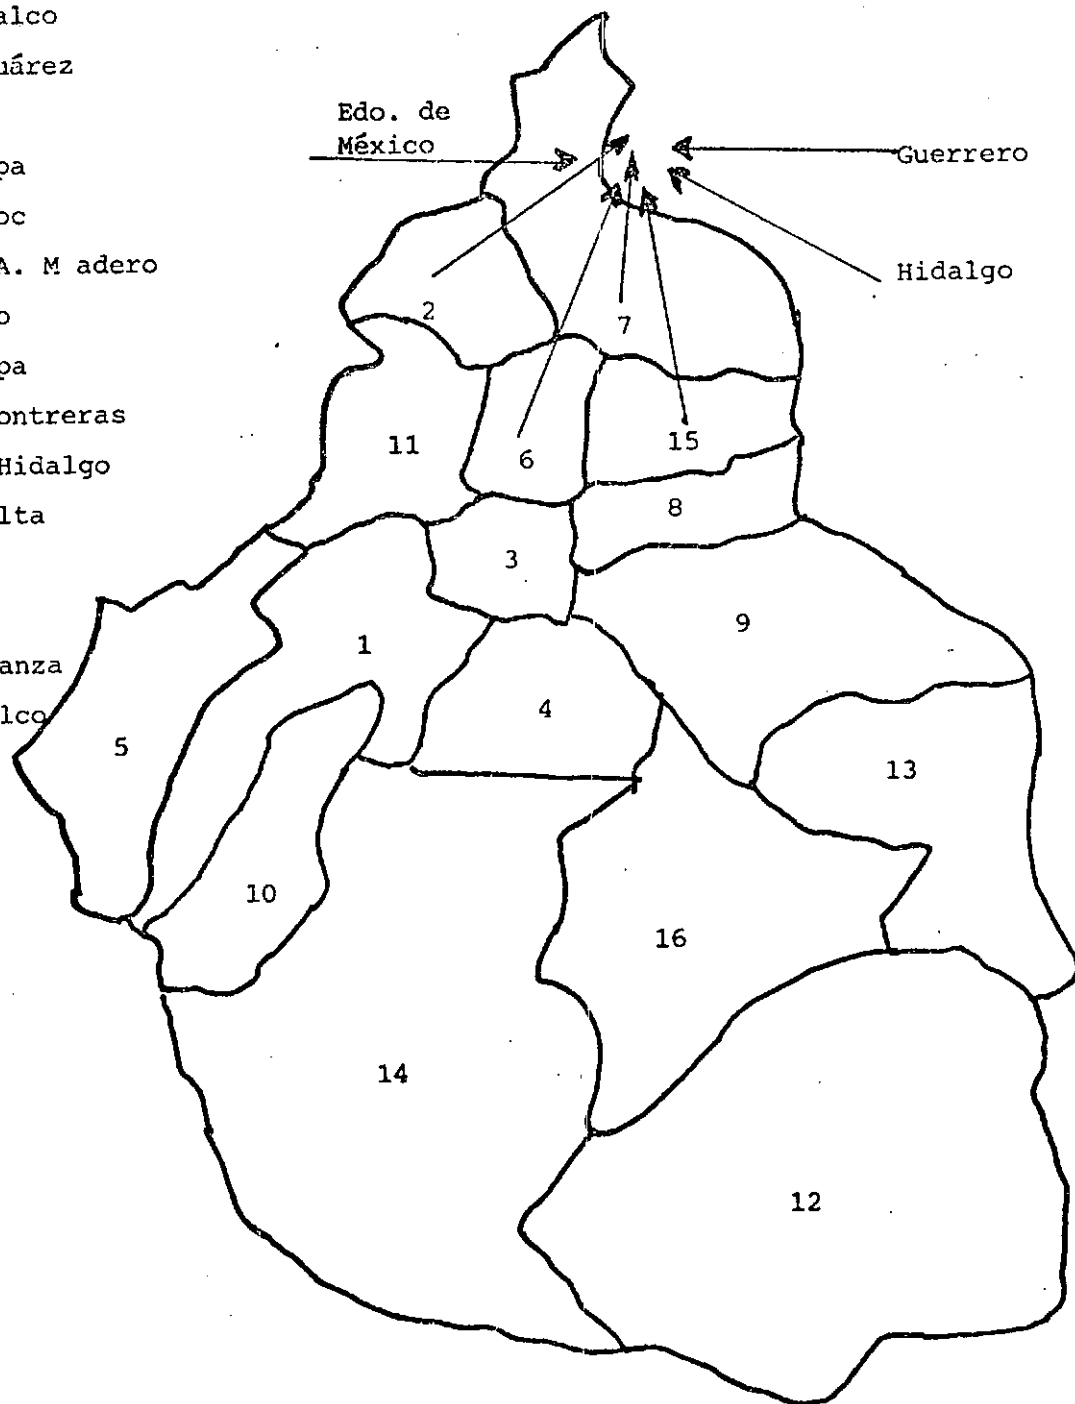 alco
uárez
pa
oc
A. M adero
o
pa
ontreras
Hidalgo
lta
anza
lco
Edo. de
México
Guerrero
Hidalgo
2
7
11
6
15
8
3
9
1
4
5
13
10
16
14
12